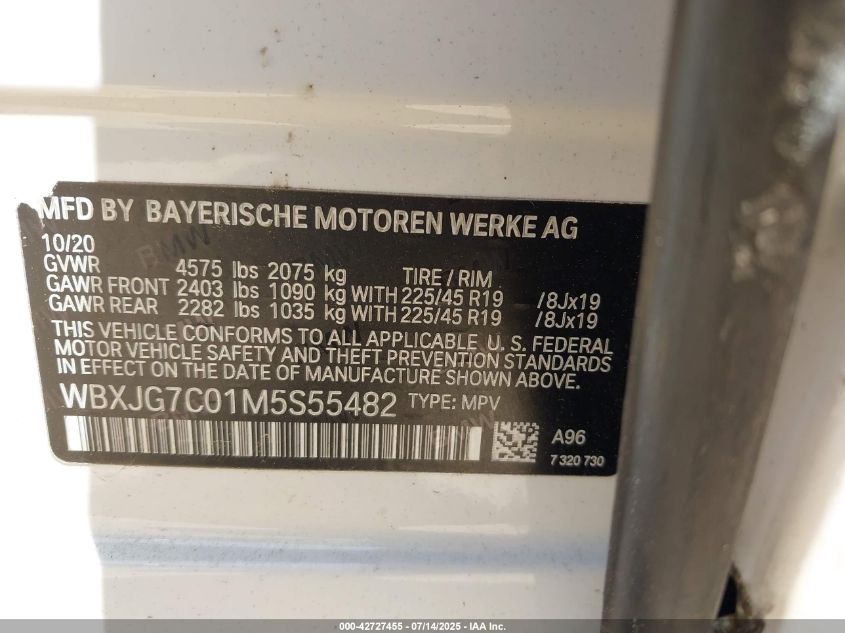 MFD BY BAYERISCHE MOTOREN WERKE AG
10/20
GVWR 4575 lbs 2075 kg TIRE / RIM
GAWR FRONT 2403 lbs 1090 kg WITH 225/45 R19 /8Jx19
GAWR REAR 2282 lbs 1035 kg WITH 225/45 R19 /8Jx19
THIS VEHICLE CONFORMS TO ALL APPLICABLE U. S. FEDERAL
MOTOR VEHICLE SAFETY AND THEFT PREVENTION STANDARDS
IN EFFECT ON THE DATE OF MANUFACTURE SHOWN ABOVE.
WBXJG7C01M5S55482 TYPE: MPV
A96
7 320 730
000-42727455 - 07/14/2025 - IAA Inc.